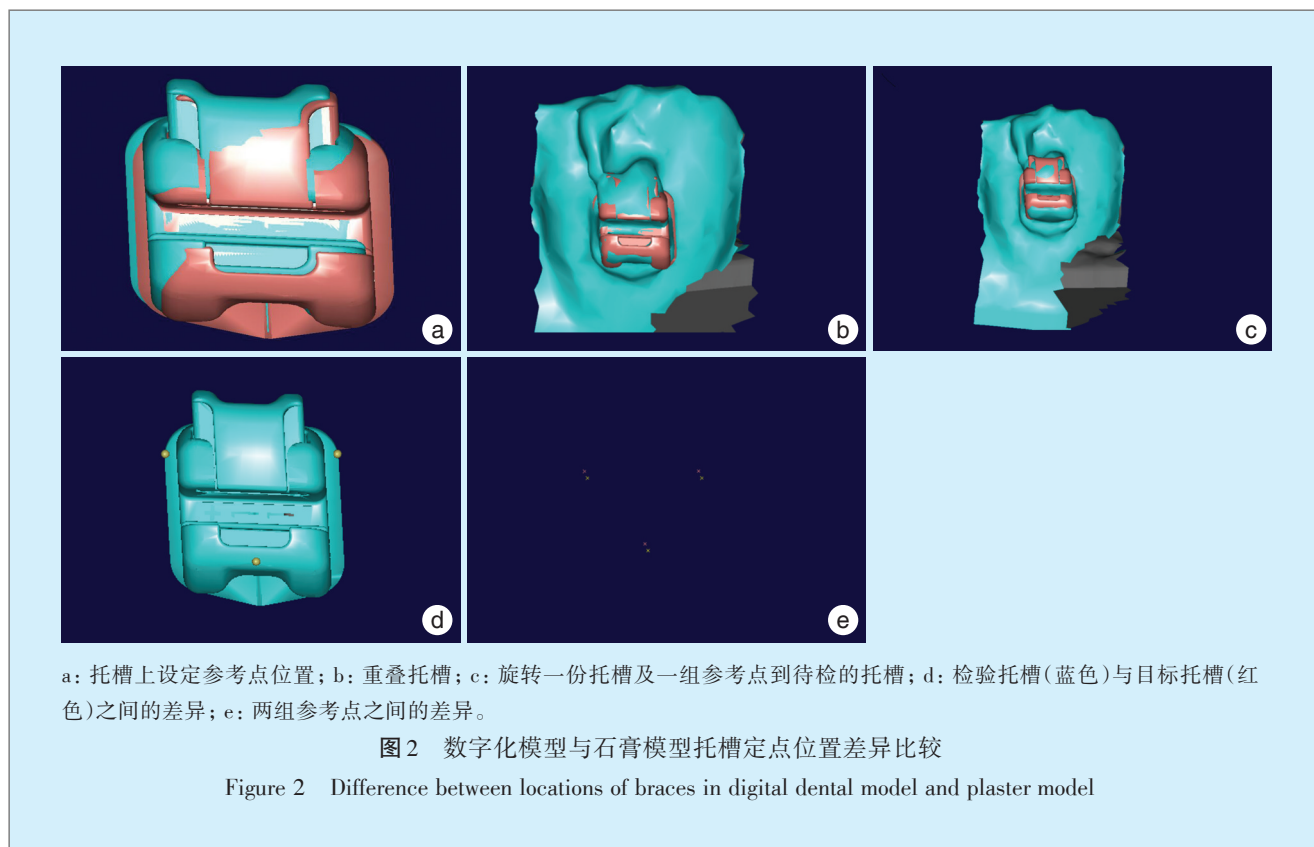 a
b
c
d
e
a: 托槽上设定参考点位置; b: 重叠托槽; c: 旋转一份托槽及一组参考点到待检的托槽; d: 检验托槽(蓝色)与目标托槽(红
色)之间的差异; e: 两组参考点之间的差异。
图2 数字化模型与石膏模型托槽定点位置差异比较
Figure 2 Difference between locations of braces in digital dental model and plaster model